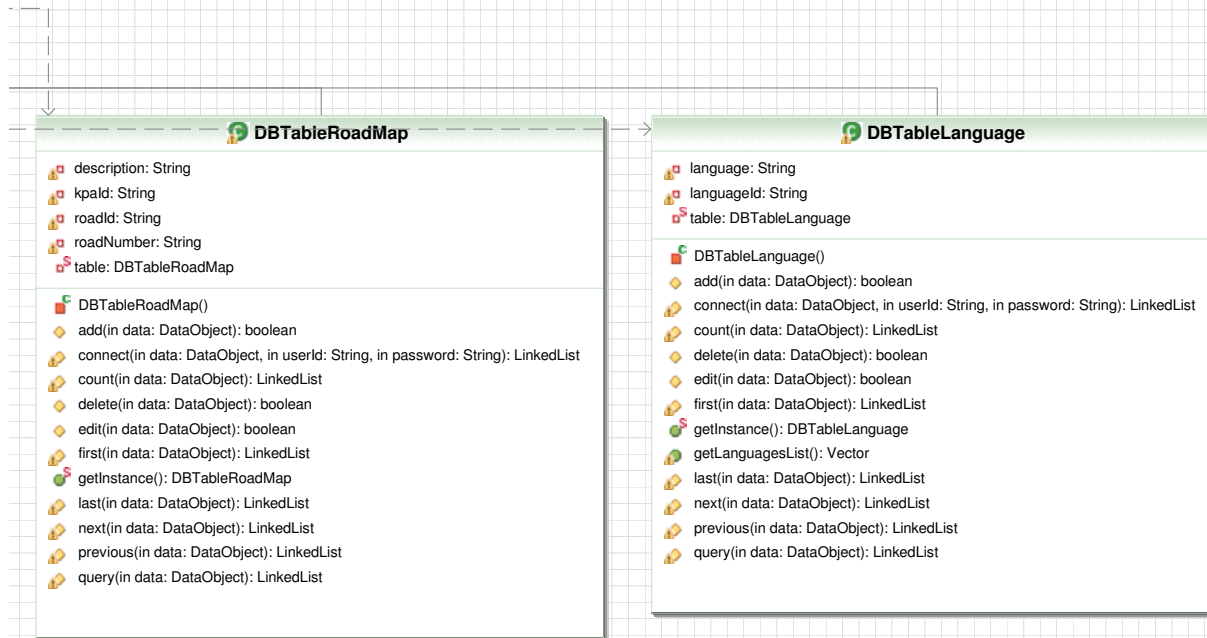 DBTableRoadMap
description: String
kpaId: String
roadId: String
roadNumber: String
table: DBTableRoadMap
DBTableRoadMap()
add(in data: DataObject): boolean
connect(in data: DataObject, in userId: String, in password: String): LinkedList
count(in data: DataObject): LinkedList
delete(in data: DataObject): boolean
edit(in data: DataObject): boolean
first(in data: DataObject): LinkedList
getInstance(): DBTableRoadMap
last(in data: DataObject): LinkedList
next(in data: DataObject): LinkedList
previous(in data: DataObject): LinkedList
query(in data: DataObject): LinkedList
DBTableLanguage
language: String
languageId: String
table: DBTableLanguage
DBTableLanguage()
add(in data: DataObject): boolean
connect(in data: DataObject, in userId: String, in password: String): LinkedList
count(in data: DataObject): LinkedList
delete(in data: DataObject): boolean
edit(in data: DataObject): boolean
first(in data: DataObject): LinkedList
getInstance(): DBTableLanguage
getLanguagesList(): Vector
last(in data: DataObject): LinkedList
next(in data: DataObject): LinkedList
previous(in data: DataObject): LinkedList
query(in data: DataObject): LinkedList